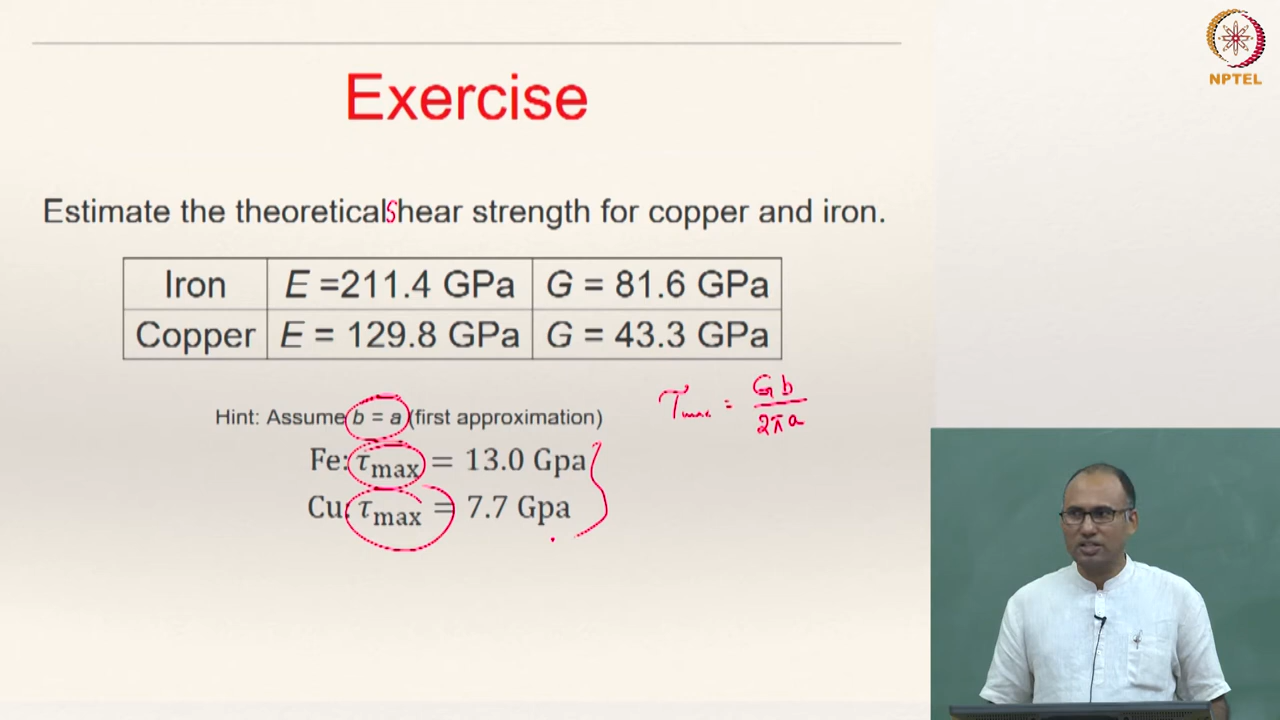 NPTEL
Exercise
Estimate the theoretical Shear strength for copper and iron.
Iron E =211.4 GPa G = 81.6 GPa
Copper E = 129.8 GPa G = 43.3 GPa
Hint: Assume b = a (first approximation)
τmax = Gb / 2πa
Fe: τmax = 13.0 Gpa
Cu: τmax = 7.7 Gpa